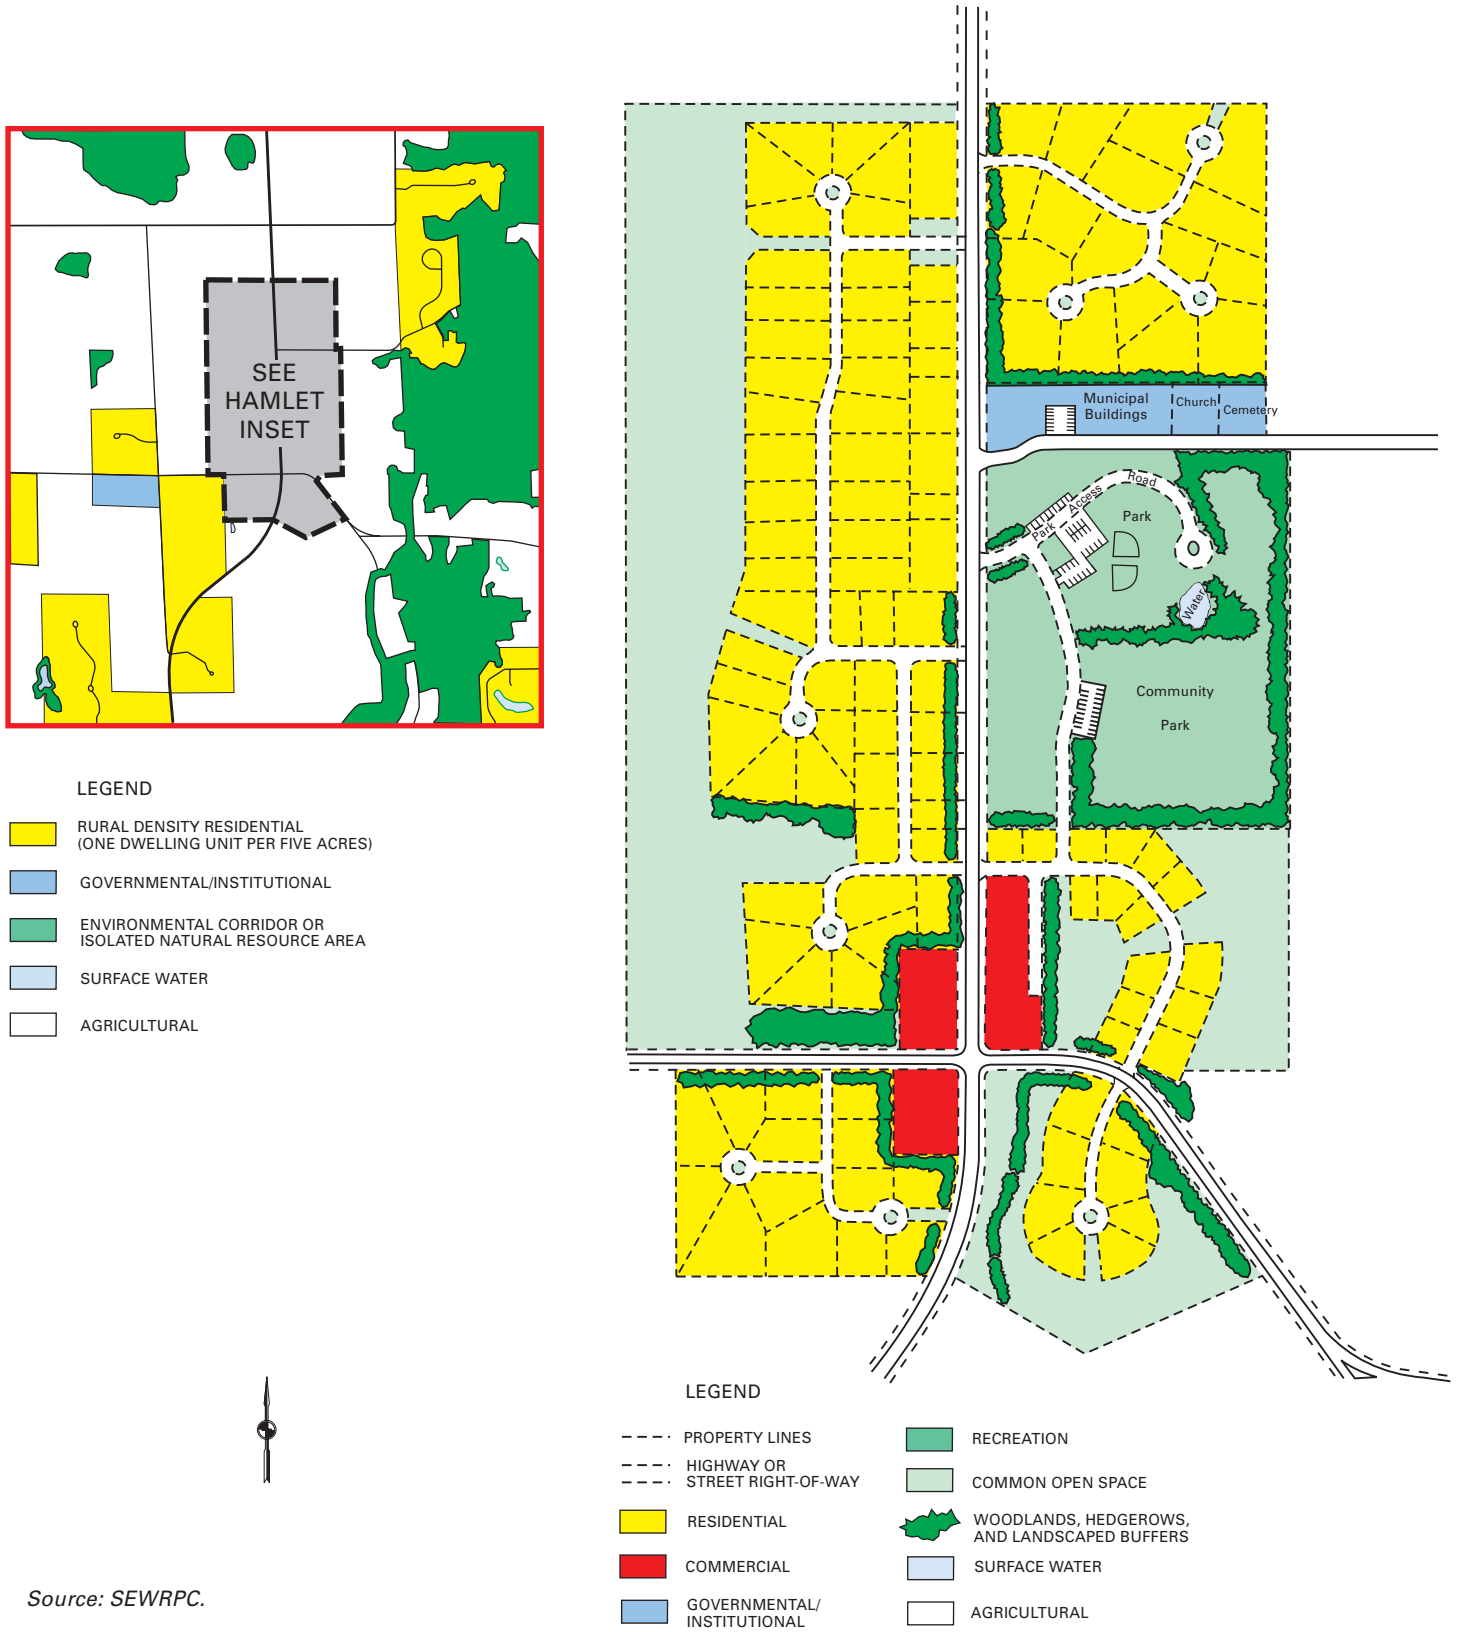 SEE
HAMLET
INSET
LEGEND
RURAL DENSITY RESIDENTIAL
(ONE DWELLING UNIT PER FIVE ACRES)
GOVERNMENTAL/INSTITUTIONAL
ENVIRONMENTAL CORRIDOR OR
ISOLATED NATURAL RESOURCE AREA
SURFACE WATER
AGRICULTURAL
Municipal
Buildings
Church
Cemetery
Park Access Road
Park
Water
Community
Park
LEGEND
PROPERTY LINES
HIGHWAY OR
STREET RIGHT-OF-WAY
RESIDENTIAL
COMMERCIAL
GOVERNMENTAL/
INSTITUTIONAL
RECREATION
COMMON OPEN SPACE
WOODLANDS, HEDGEROWS,
AND LANDSCAPED BUFFERS
SURFACE WATER
AGRICULTURAL
Source: SEWRPC.